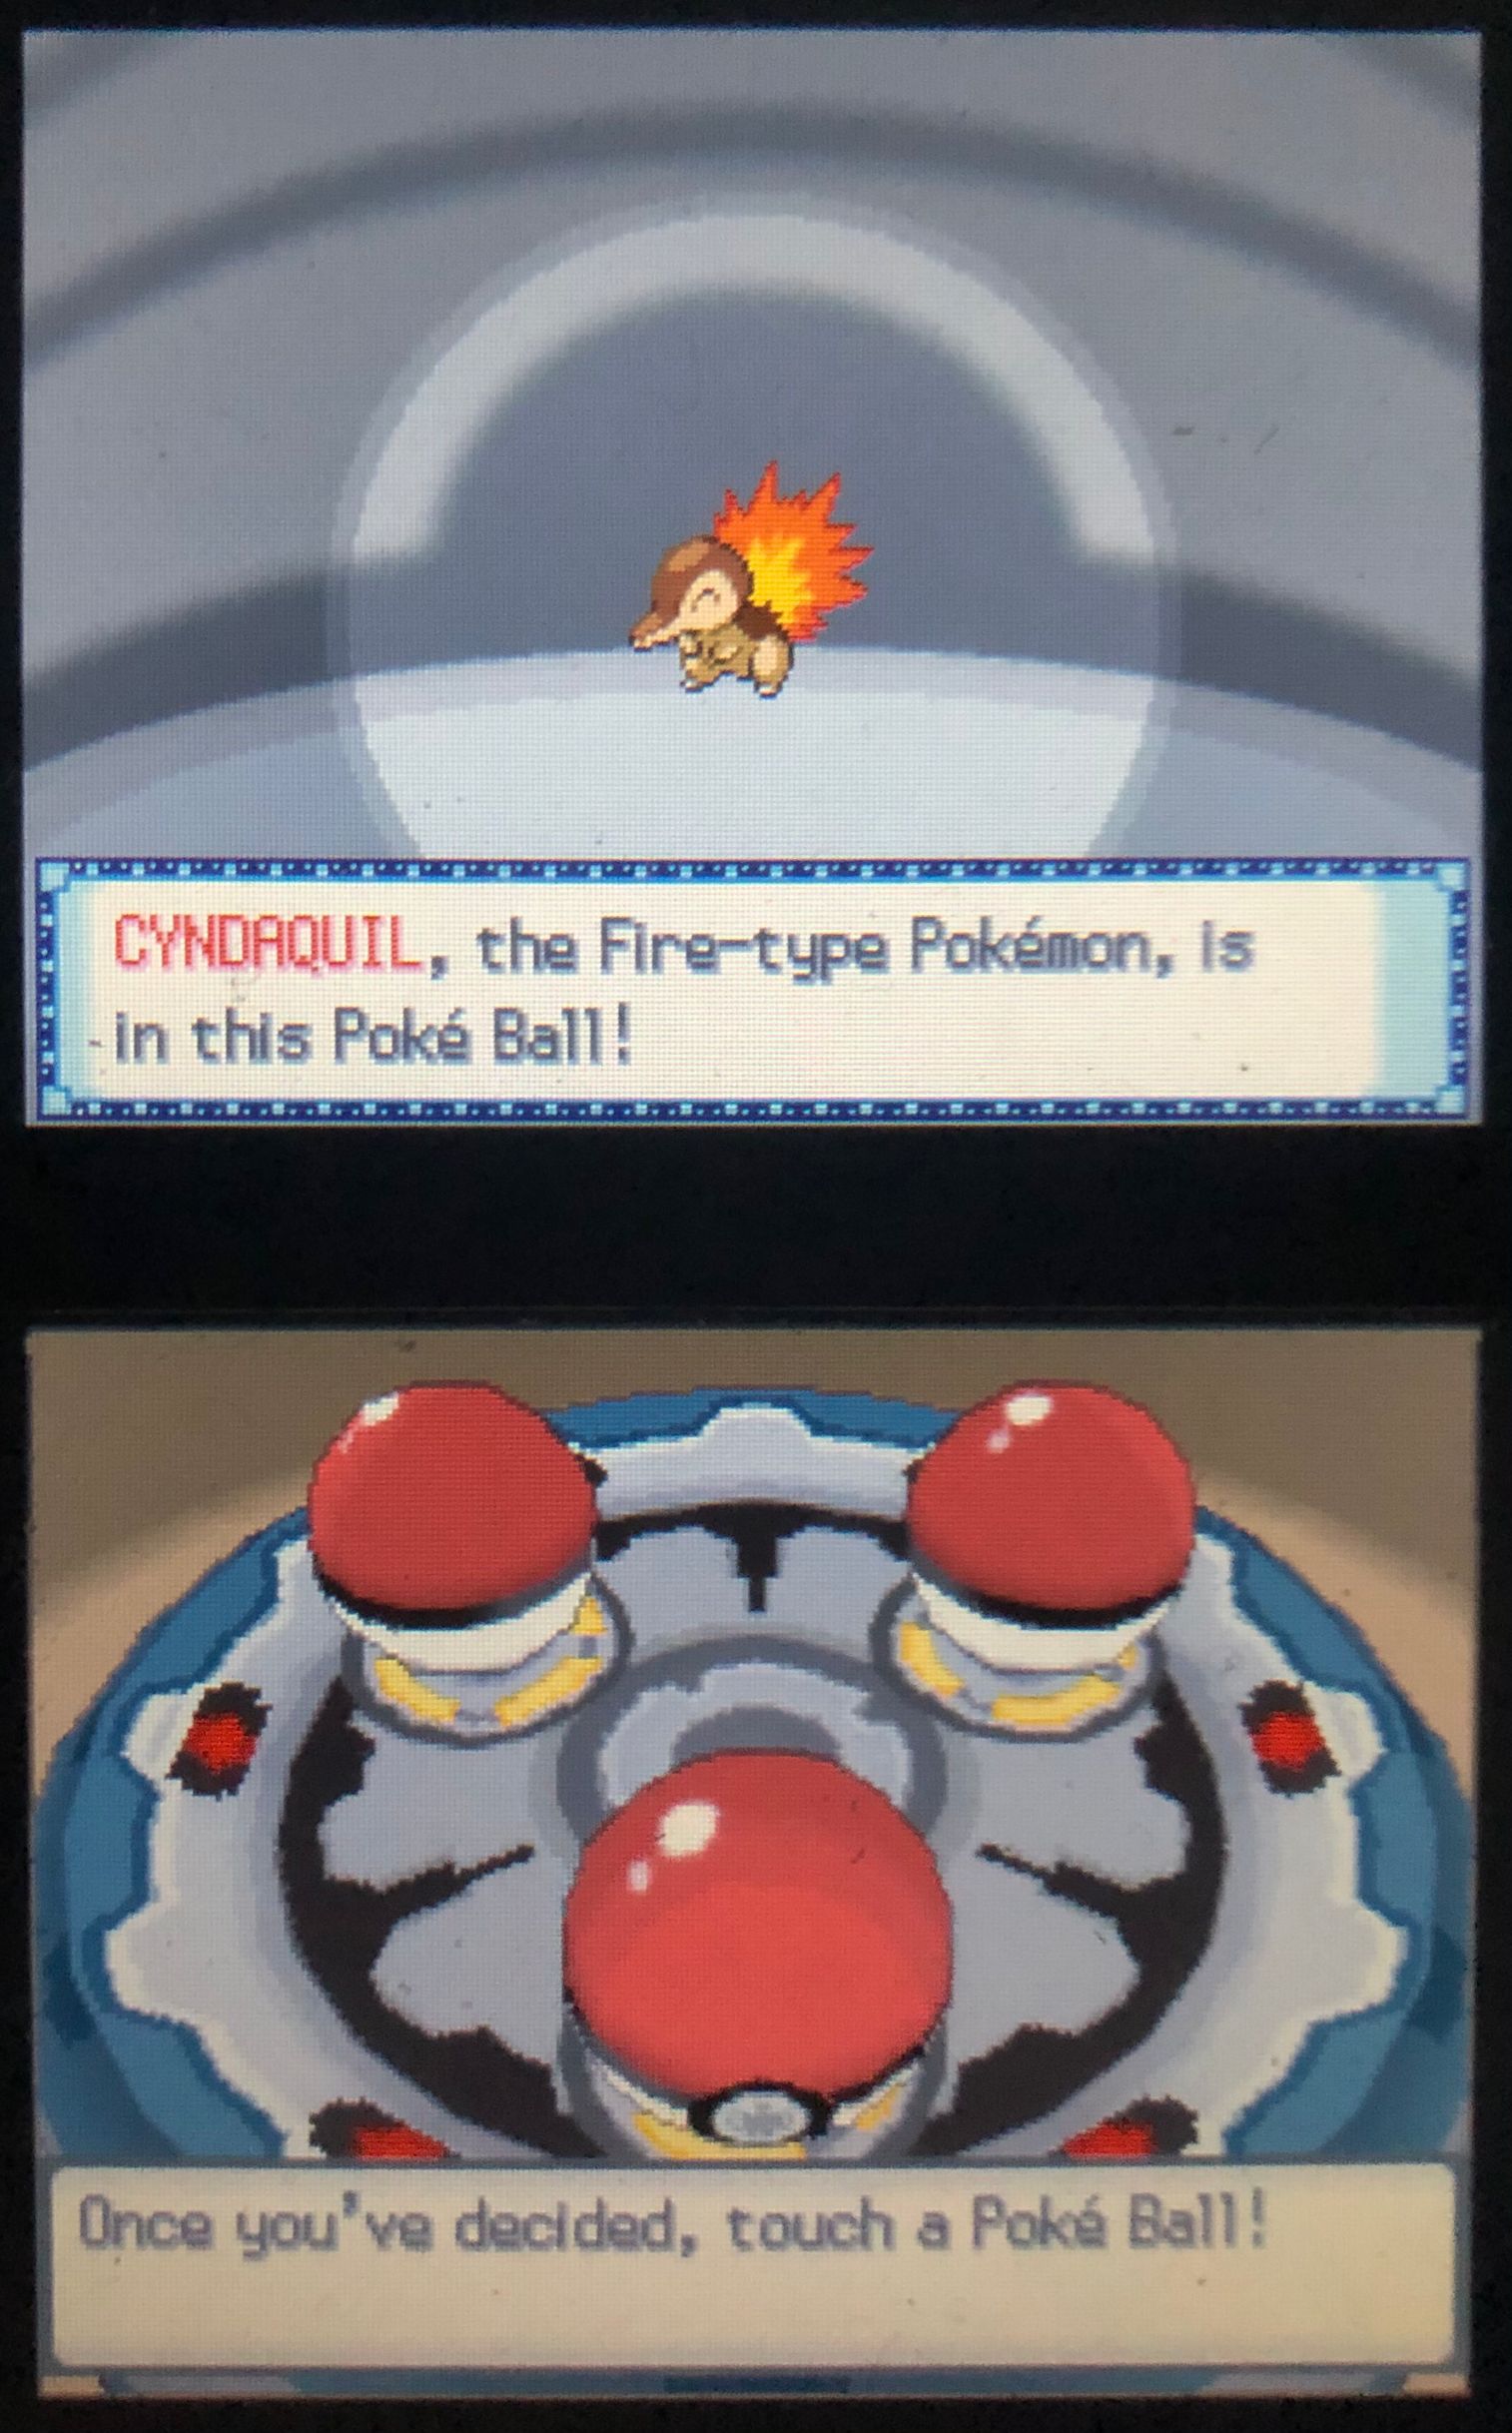 CYNDAQUIL, the Fire-type Pokémon, is
in this Poké Ball!
Once you've decided, touch a Poké Ball!